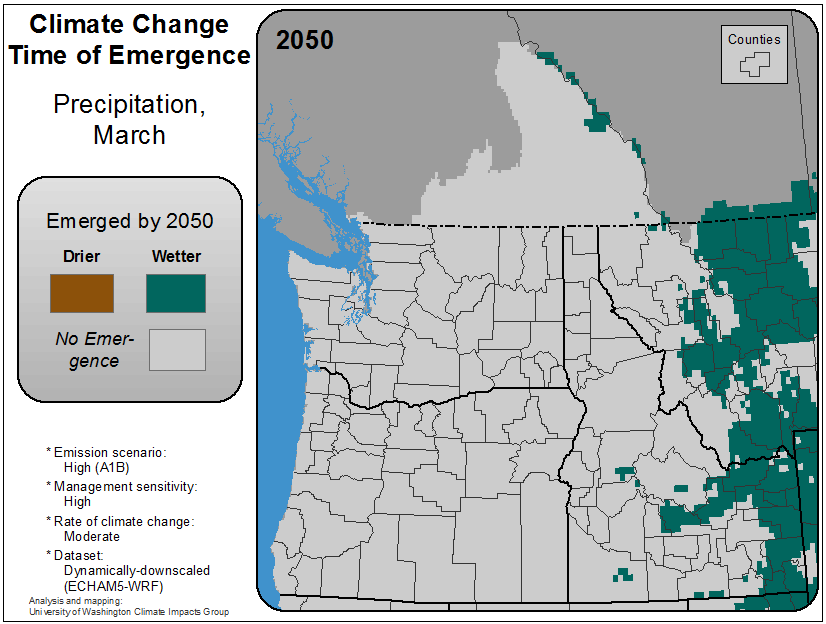 Climate Change
Time of Emergence
Precipitation,
March
Emerged by 2050
Drier Wetter
No Emer-
gence
* Emission scenario:
High (A1B)
* Management sensitivity:
High
* Rate of climate change:
Moderate
* Dataset:
Dynamically-downscaled
(ECHAM5-WRF)
Analysis and mapping:
University of Washington Climate Impacts Group
2050
Counties